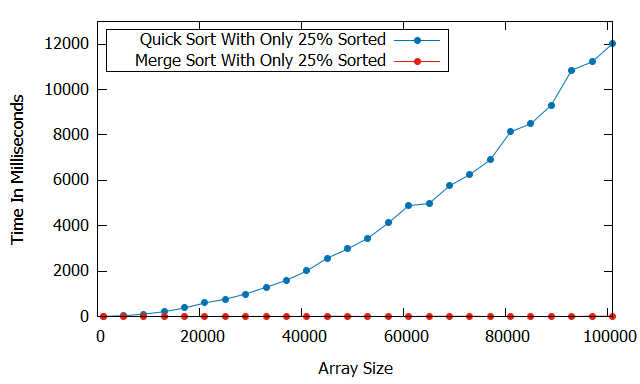 12000
10000
8000
6000
4000
2000
0
Time In Milliseconds
Quick Sort With Only 25% Sorted
Merge Sort With Only 25% Sorted
0 20000 40000 60000 80000 100000
Array Size